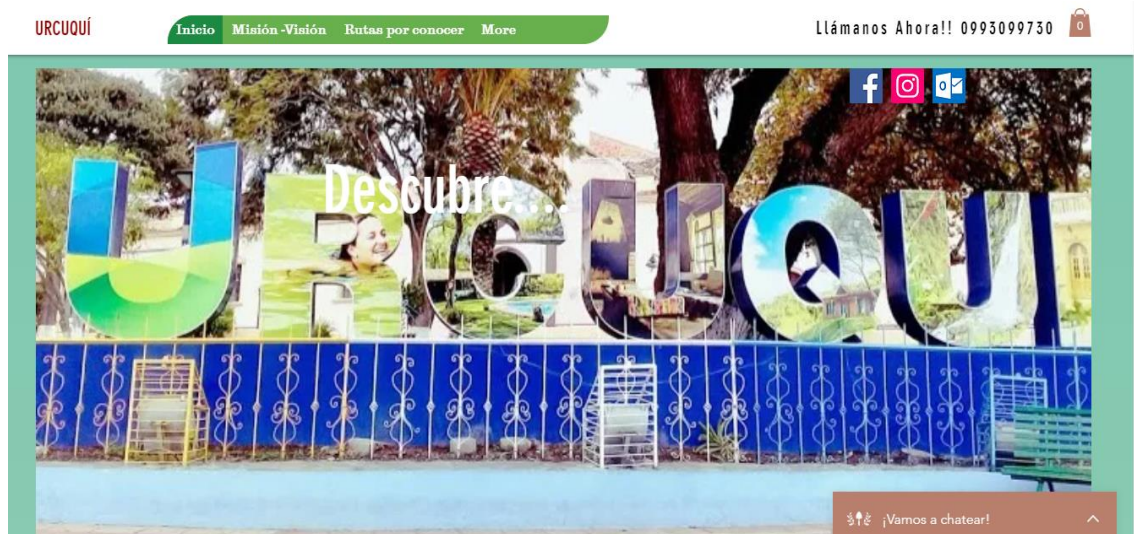 URCUQUÍ
Inicio Misión -Visión Rutas por conocer More
Llámanos Ahora!! 0993099730
0
Descubre....
URCUQUI
¡Vamos a chatear!